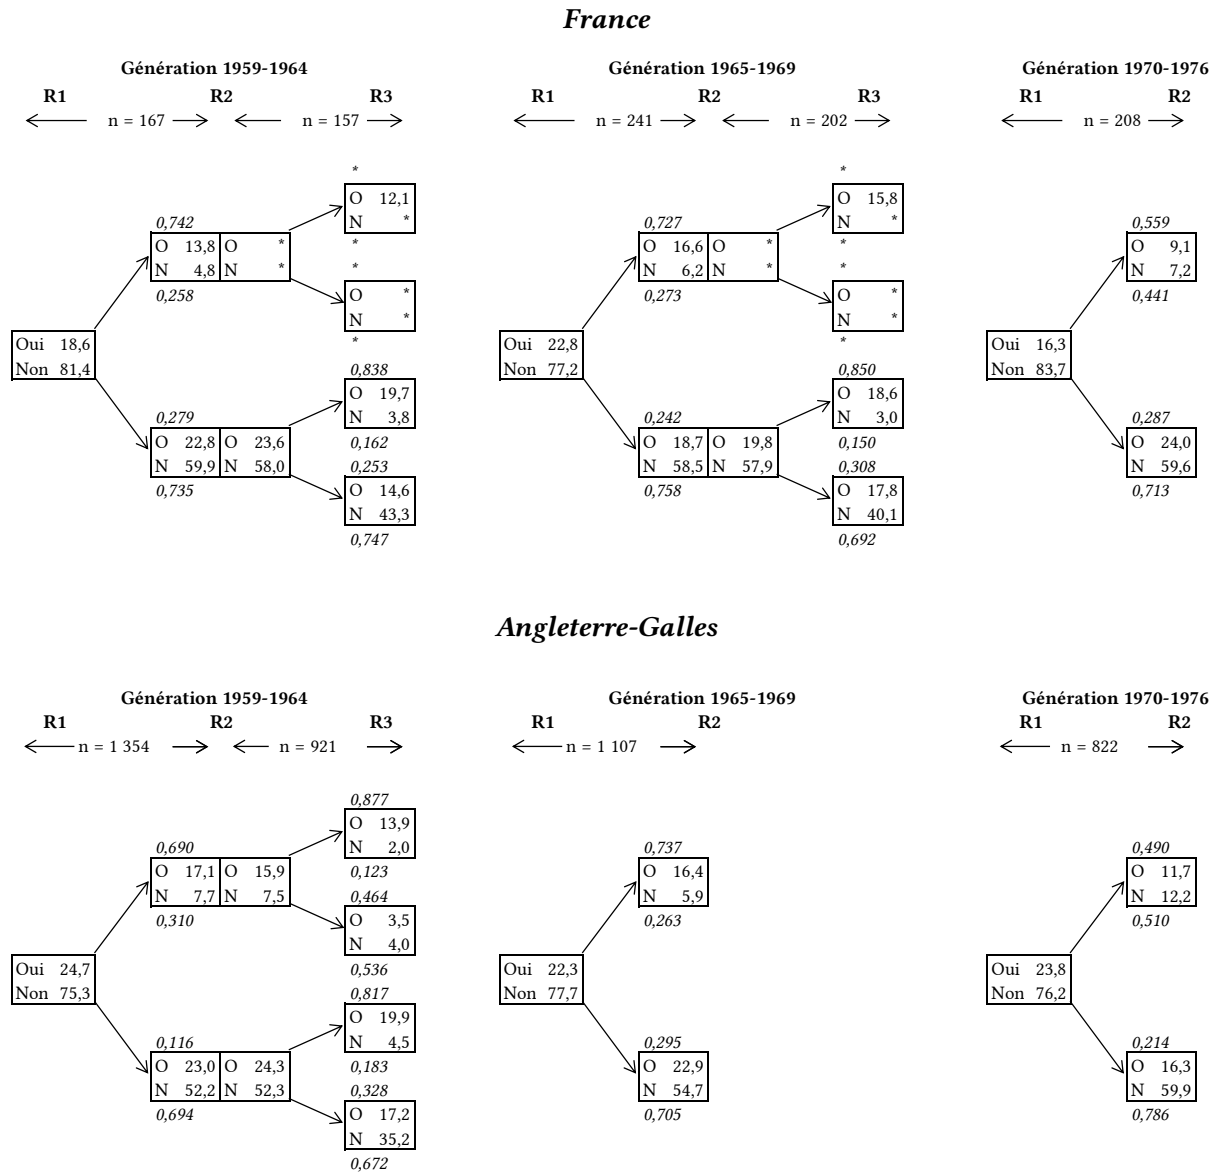 France
Génération 1959-1964 Génération 1965-1969 Génération 1970-1976
R1 R2 R3 R1 R2 R3 R1 R2
n = 167 n = 157 n = 241 n = 202 n = 208
* *
O 12,1 O 15,8
0,742 N * 0,727 N * 0,559
O 13,8 O * * O 16,6 O * * O 9,1
N 4,8 N * * N 6,2 N * * N 7,2
0,258 O * 0,273 O * 0,441
N * N *
Oui 18,6 * Oui 22,8 * Oui 16,3
Non 81,4 0,838 Non 77,2 0,850 Non 83,7
O 19,7 O 18,6
0,279 N 3,8 0,242 N 3,0 0,287
O 22,8 O 23,6 0,162 O 18,7 O 19,8 0,150 O 24,0
N 59,9 N 58,0 0,253 N 58,5 N 57,9 0,308 N 59,6
0,735 O 14,6 0,758 O 17,8 0,713
N 43,3 N 40,1
0,747 0,692
Angleterre-Galles
Génération 1959-1964 Génération 1965-1969 Génération 1970-1976
R1 R2 R3 R1 R2 R1 R2
n = 1 354 n = 921 n = 1 107 n = 822
0,877
O 13,9
0,690 N 2,0 0,737 0,490
O 17,1 O 15,9 0,123 O 16,4 O 11,7
N 7,7 N 7,5 0,464 N 5,9 N 12,2
0,310 O 3,5 0,263 0,510
N 4,0
Oui 24,7 0,536 Oui 22,3 Oui 23,8
Non 75,3 0,817 Non 77,7 Non 76,2
O 19,9
0,116 N 4,5 0,295 0,214
O 23,0 O 24,3 0,183 O 22,9 O 16,3
N 52,2 N 52,3 0,328 N 54,7 N 59,9
0,694 O 17,2 0,705 0,786
N 35,2
0,672